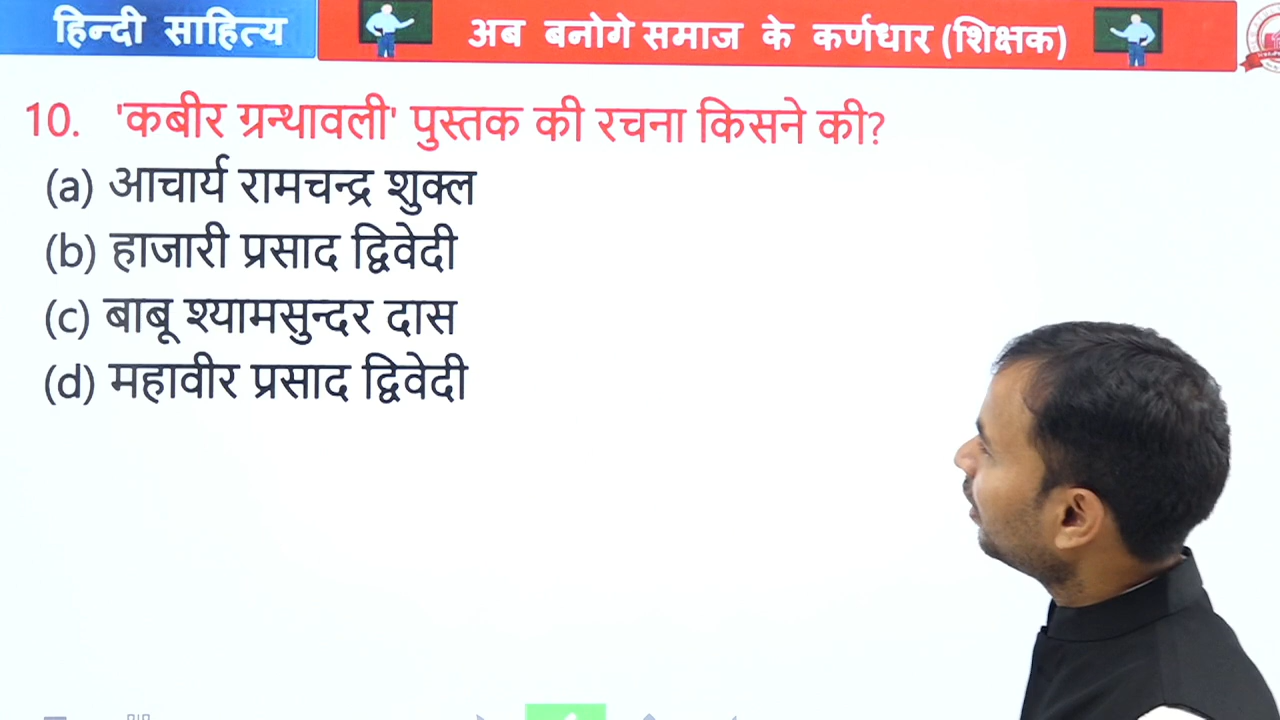 हिन्दी साहित्य
अब बनोगे समाज के कर्णधार (शिक्षक)
10. 'कबीर ग्रन्थावली' पुस्तक की रचना किसने की?
(a) आचार्य रामचन्द्र शुक्ल
(b) हाजारी प्रसाद द्विवेदी
(c) बाबू श्यामसुन्दर दास
(d) महावीर प्रसाद द्विवेदी